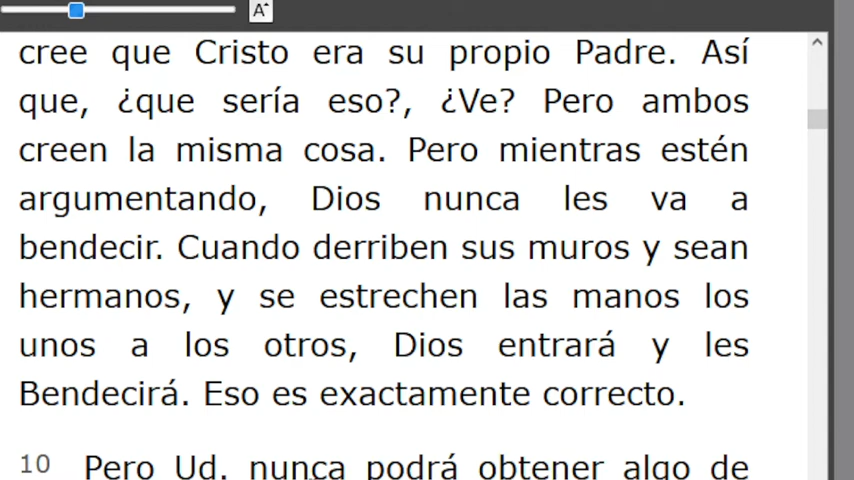 A^
cree que Cristo era su propio Padre. Así
que, ¿que sería eso?, ¿Ve? Pero ambos
creen la misma cosa. Pero mientras estén
argumentando, Dios nunca les va a
bendecir. Cuando derriben sus muros y sean
hermanos, y se estrechen las manos los
unos a los otros, Dios entrará y les
Bendecirá. Eso es exactamente correcto.
10 Pero Ud. nunca podrá obtener algo de